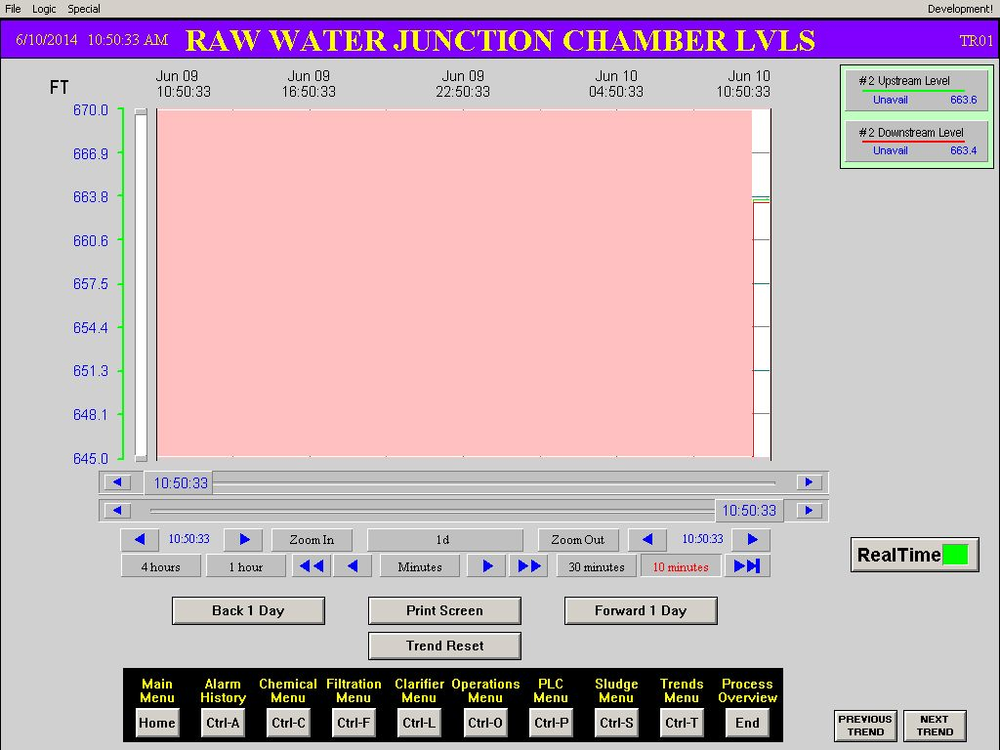 File Logic Special Development!
6/10/2014 10:50:33 AM RAW WATER JUNCTION CHAMBER LVLS TR01
FT
Jun 09 Jun 09 Jun 09 Jun 10 Jun 10
10:50:33 16:50:33 22:50:33 04:50:33 10:50:33
670.0
666.9
663.8
660.6
657.5
654.4
651.3
648.1
645.0
#2 Upstream Level
Unavail 663.6
#2 Downstream Level
Unavail 663.4
10:50:33
10:50:33
10:50:33 Zoom In 1d Zoom Out 10:50:33
4 hours 1 hour Minutes 30 minutes 10 minutes
RealTime
Back 1 Day Print Screen Forward 1 Day
Trend Reset
Main Alarm Chemical Filtration Clarifier Operations PLC Sludge Trends Process
Menu History Menu Menu Menu Menu Menu Menu Menu Overview
Home Ctrl-A Ctrl-C Ctrl-F Ctrl-L Ctrl-O Ctrl-P Ctrl-S Ctrl-T End
PREVIOUS NEXT
TREND TREND